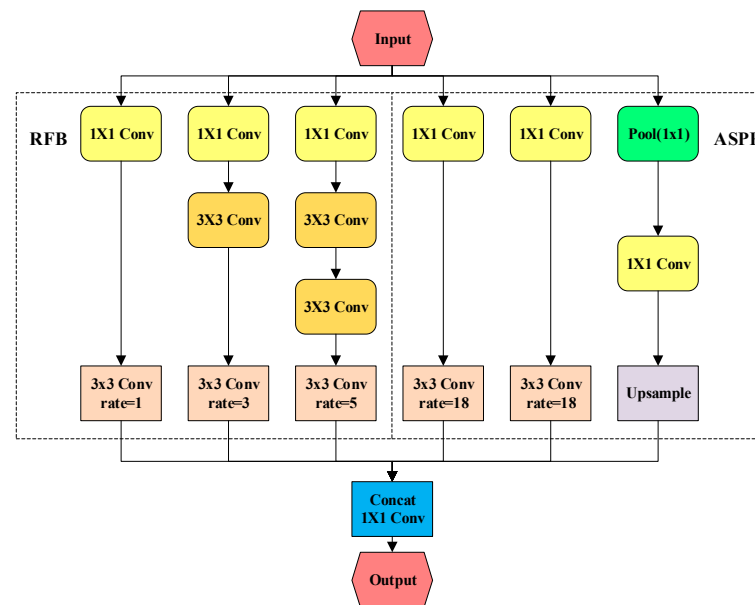 Input
RFB
1X1 Conv
1X1 Conv
1X1 Conv
1X1 Conv
1X1 Conv
Pool(1x1)
ASPI
3X3 Conv
3X3 Conv
1X1 Conv
3X3 Conv
3x3 Conv
rate=1
3x3 Conv
rate=3
3x3 Conv
rate=5
3x3 Conv
rate=18
3x3 Conv
rate=18
Upsample
Concat
1X1 Conv
Output